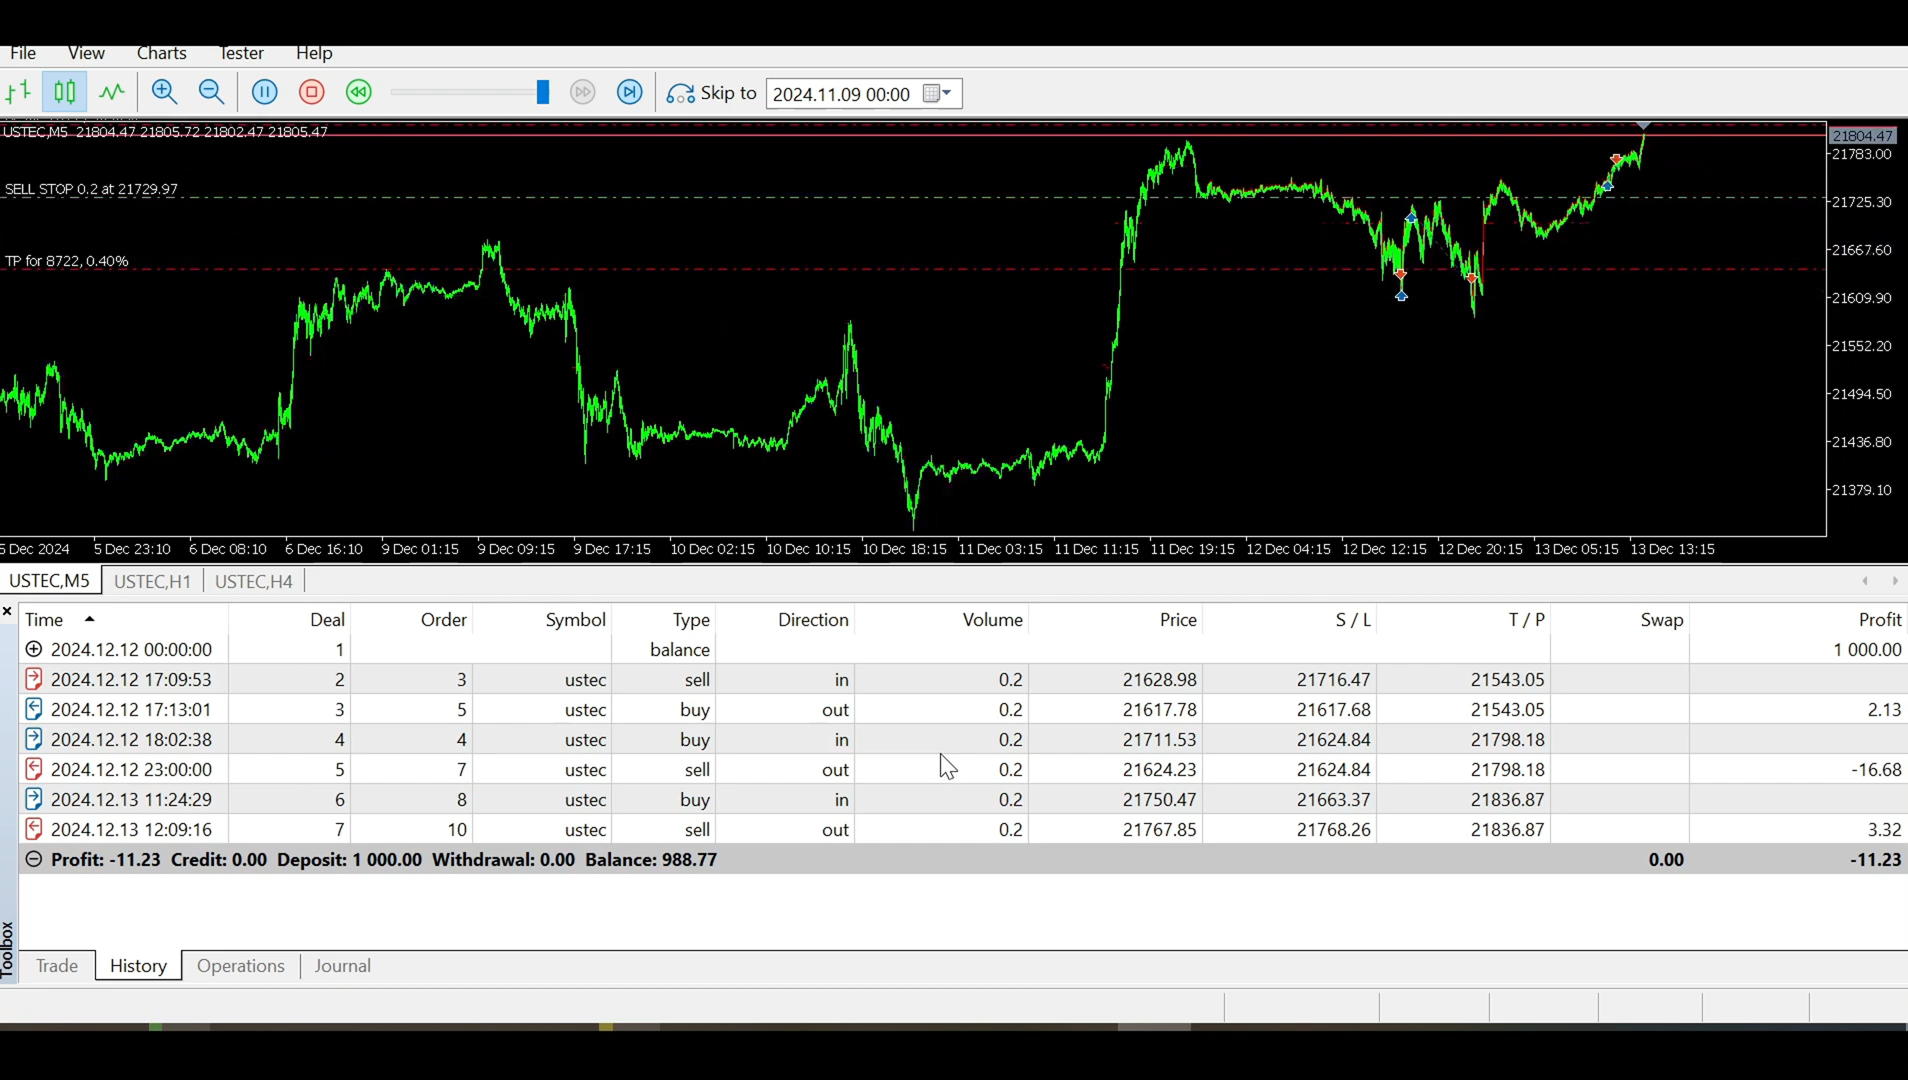 File View Charts Tester Help
Skip to 2024.11.09 00:00
USTEC,M5 21804.47 21805.72 21802.47 21805.47
21804.47
21783.00
SELL STOP 0.2 at 21729.97
21725.30
21667.60
TP for 8722, 0.40%
21609.90
21552.20
21494.50
21436.80
21379.10
5 Dec 2024 5 Dec 23:10 6 Dec 08:10 6 Dec 16:10 9 Dec 01:15 9 Dec 09:15 9 Dec 17:15 10 Dec 02:15 10 Dec 10:15 10 Dec 18:15 11 Dec 03:15 11 Dec 11:15 11 Dec 19:15 12 Dec 04:15 12 Dec 12:15 12 Dec 20:15 13 Dec 05:15 13 Dec 13:15
USTEC,M5 USTEC,H1 USTEC,H4
Time Deal Order Symbol Type Direction Volume Price S / L T / P Swap Profit
2024.12.12 00:00:00 1 balance 1 000.00
2024.12.12 17:09:53 2 3 ustec sell in 0.2 21628.98 21716.47 21543.05
2024.12.12 17:13:01 3 5 ustec buy out 0.2 21617.78 21617.68 21543.05 2.13
2024.12.12 18:02:38 4 4 ustec buy in 0.2 21711.53 21624.84 21798.18
2024.12.12 23:00:00 5 7 ustec sell out 0.2 21624.23 21624.84 21798.18 -16.68
2024.12.13 11:24:29 6 8 ustec buy in 0.2 21750.47 21663.37 21836.87
2024.12.13 12:09:16 7 10 ustec sell out 0.2 21767.85 21768.26 21836.87 3.32
Profit: -11.23 Credit: 0.00 Deposit: 1 000.00 Withdrawal: 0.00 Balance: 988.77 0.00 -11.23
Toolbox
Trade History Operations Journal